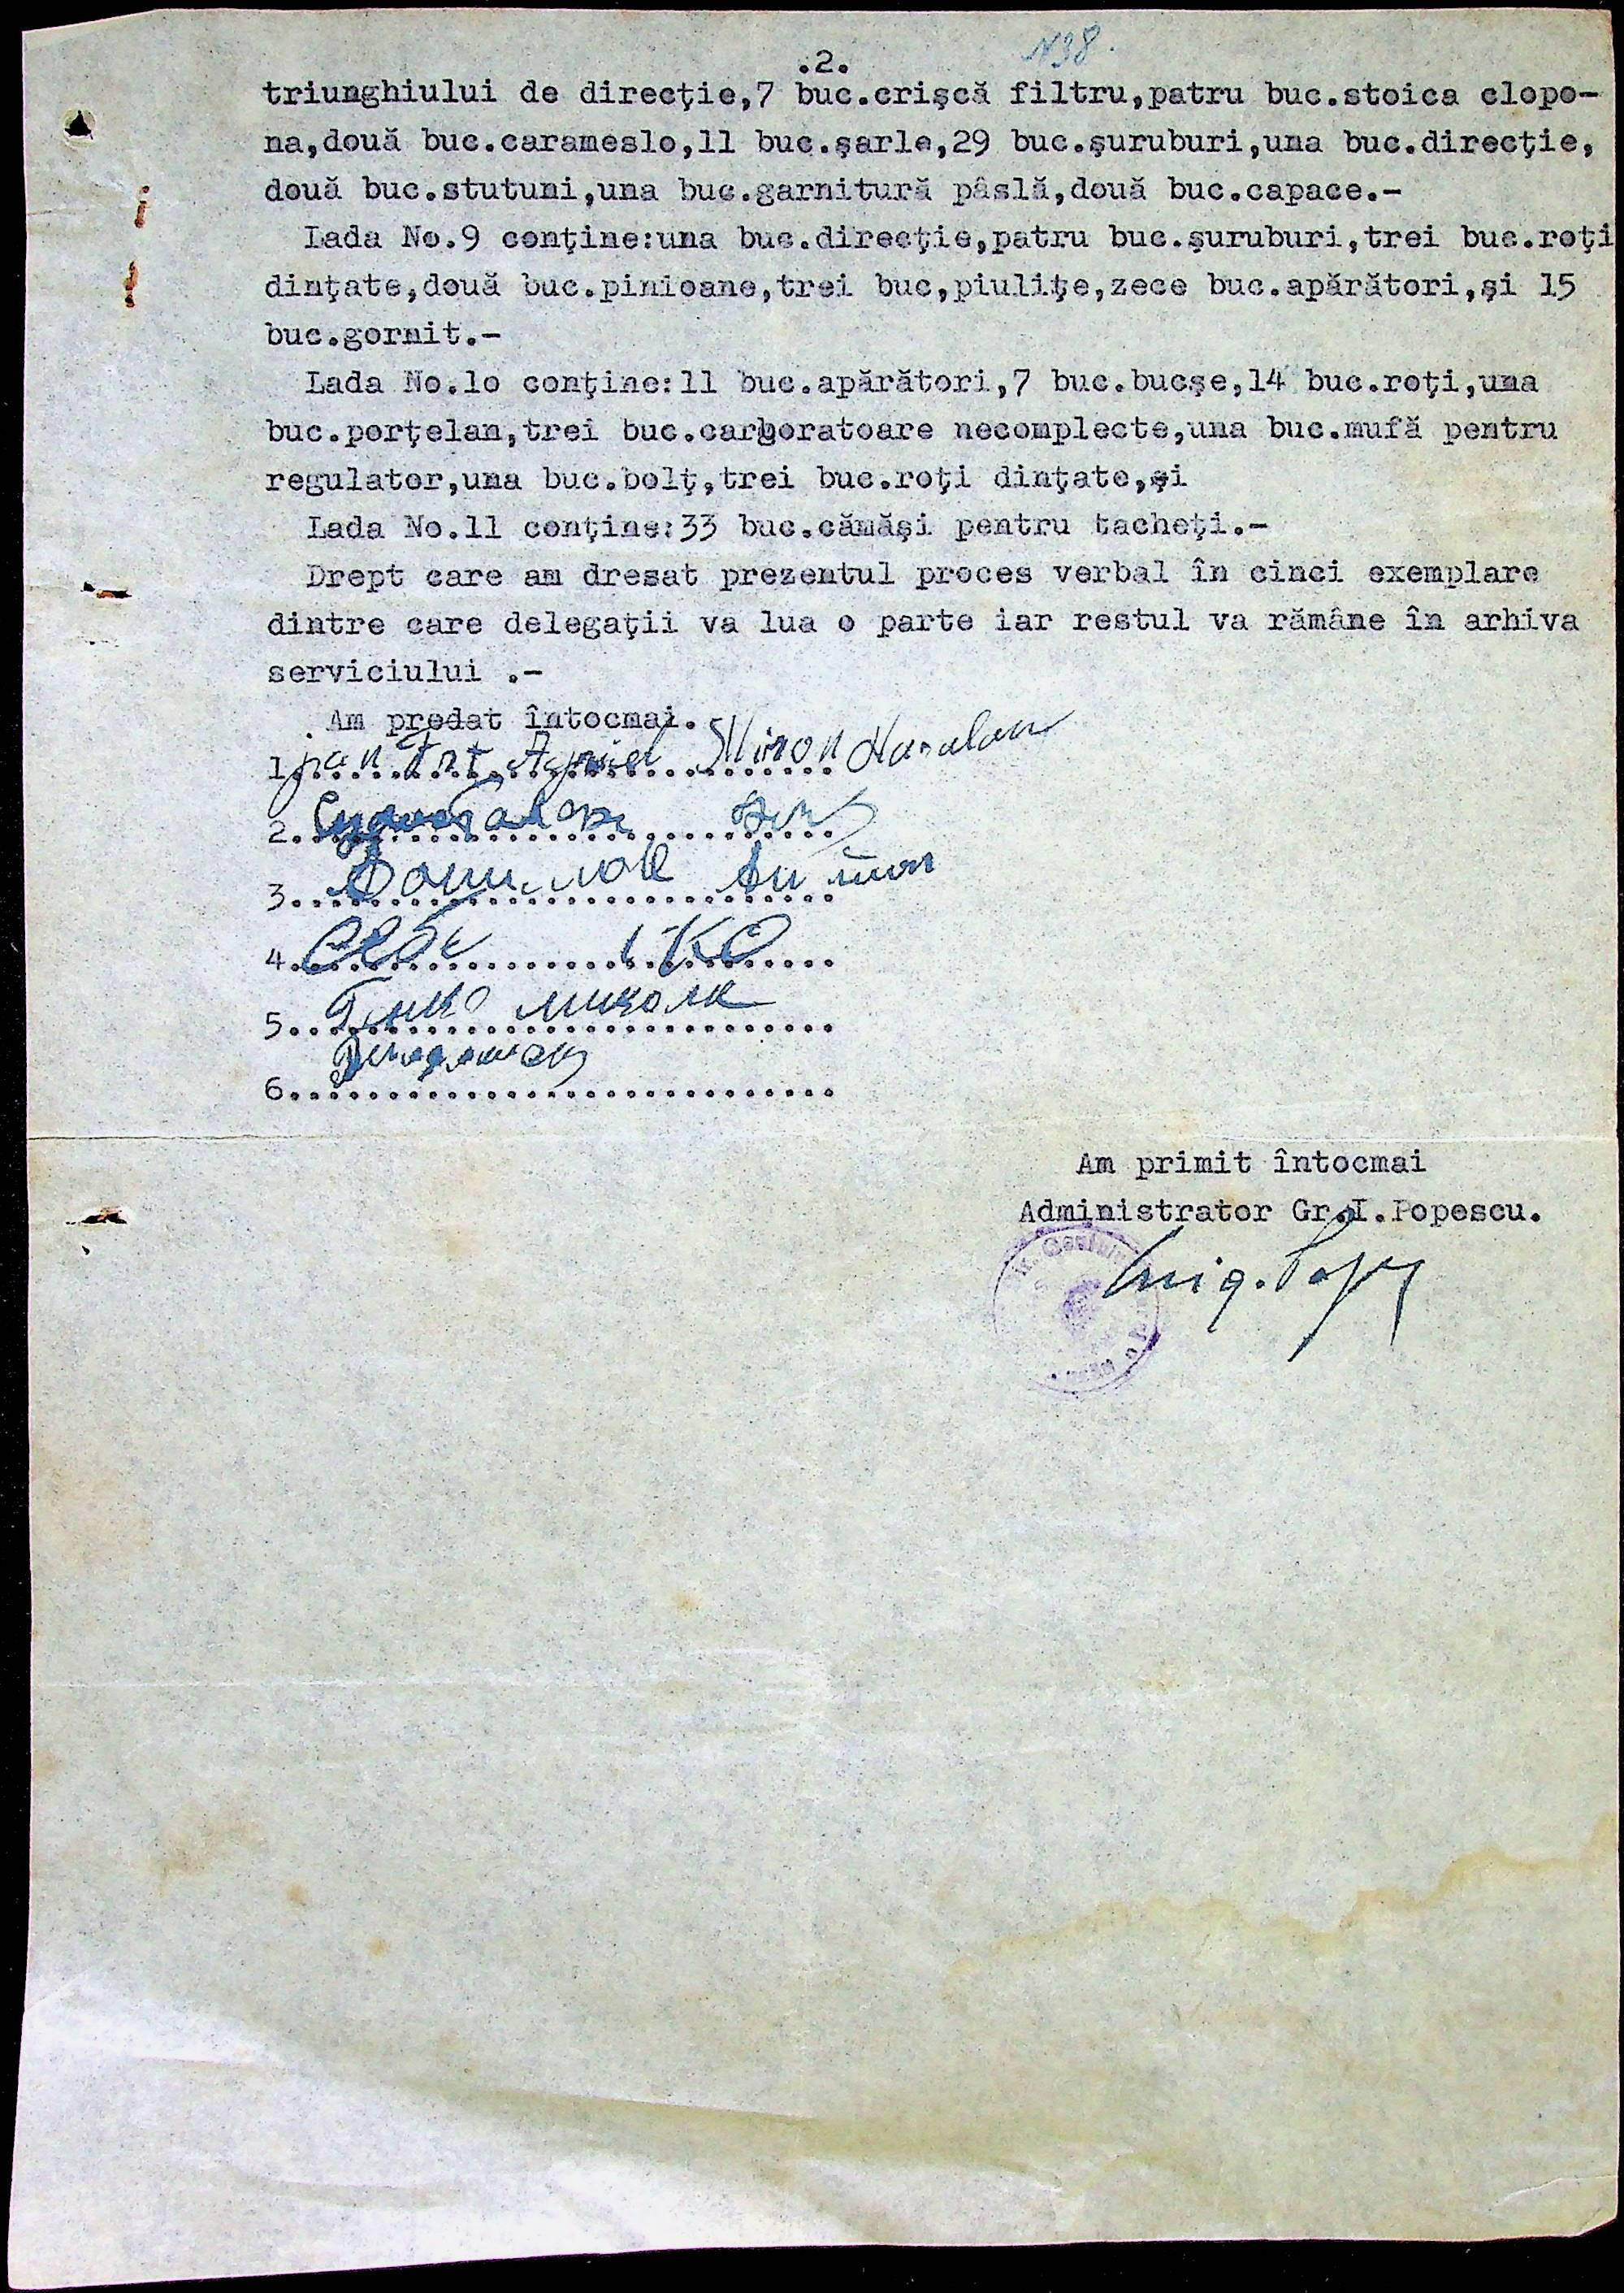 .2.
triunghiului de direcţie,7 buc.crişcă filtru,patru buc.stoica clopo-
na,două buc.carameslo,11 buc.şarle,29 buc.şuruburi,una buc.direcţie,
două buc.stutuni,una buc.garnitură pâslă,două buc.capace.-
Lada No.9 conţine:una buc.direcţie,patru buc.şuruburi,trei buc.roţi
dinţate,două buc.pinioane,trei buc,piuliţe,zece buc.apărători,şi 15
buc.gornit.-
Lada No.1o conţine:11 buc.apărători,7 buc.bucşe,14 buc.roţi,una
buc.porţelan,trei buc.carboratoare necomplecte,una buc.mufă pentru
regulator,una buc.bolţ,trei buc.roţi dinţate,şi
Lada No.11 conţine:33 buc.cămăşi pentru tacheţi.-
Drept care am dresat prezentul proces verbal în cinci exemplare
dintre care delegaţii va lua o parte iar restul va rămâne în arhiva
serviciului .-
Am predat întocmai.
1. Miron
2.
3.
4.
5.
6.
Am primit întocmai
Administrator Gr.I.Popescu.